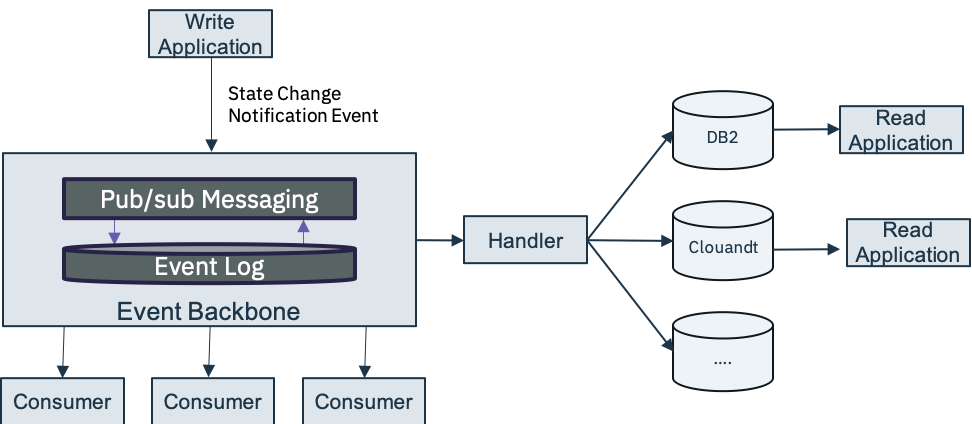 Write
Application
State Change
Notification Event
Pub/sub Messaging
Event Log
Event Backbone
Consumer
Consumer
Consumer
Handler
DB2
Clouandt
....
Read
Application
Read
Application